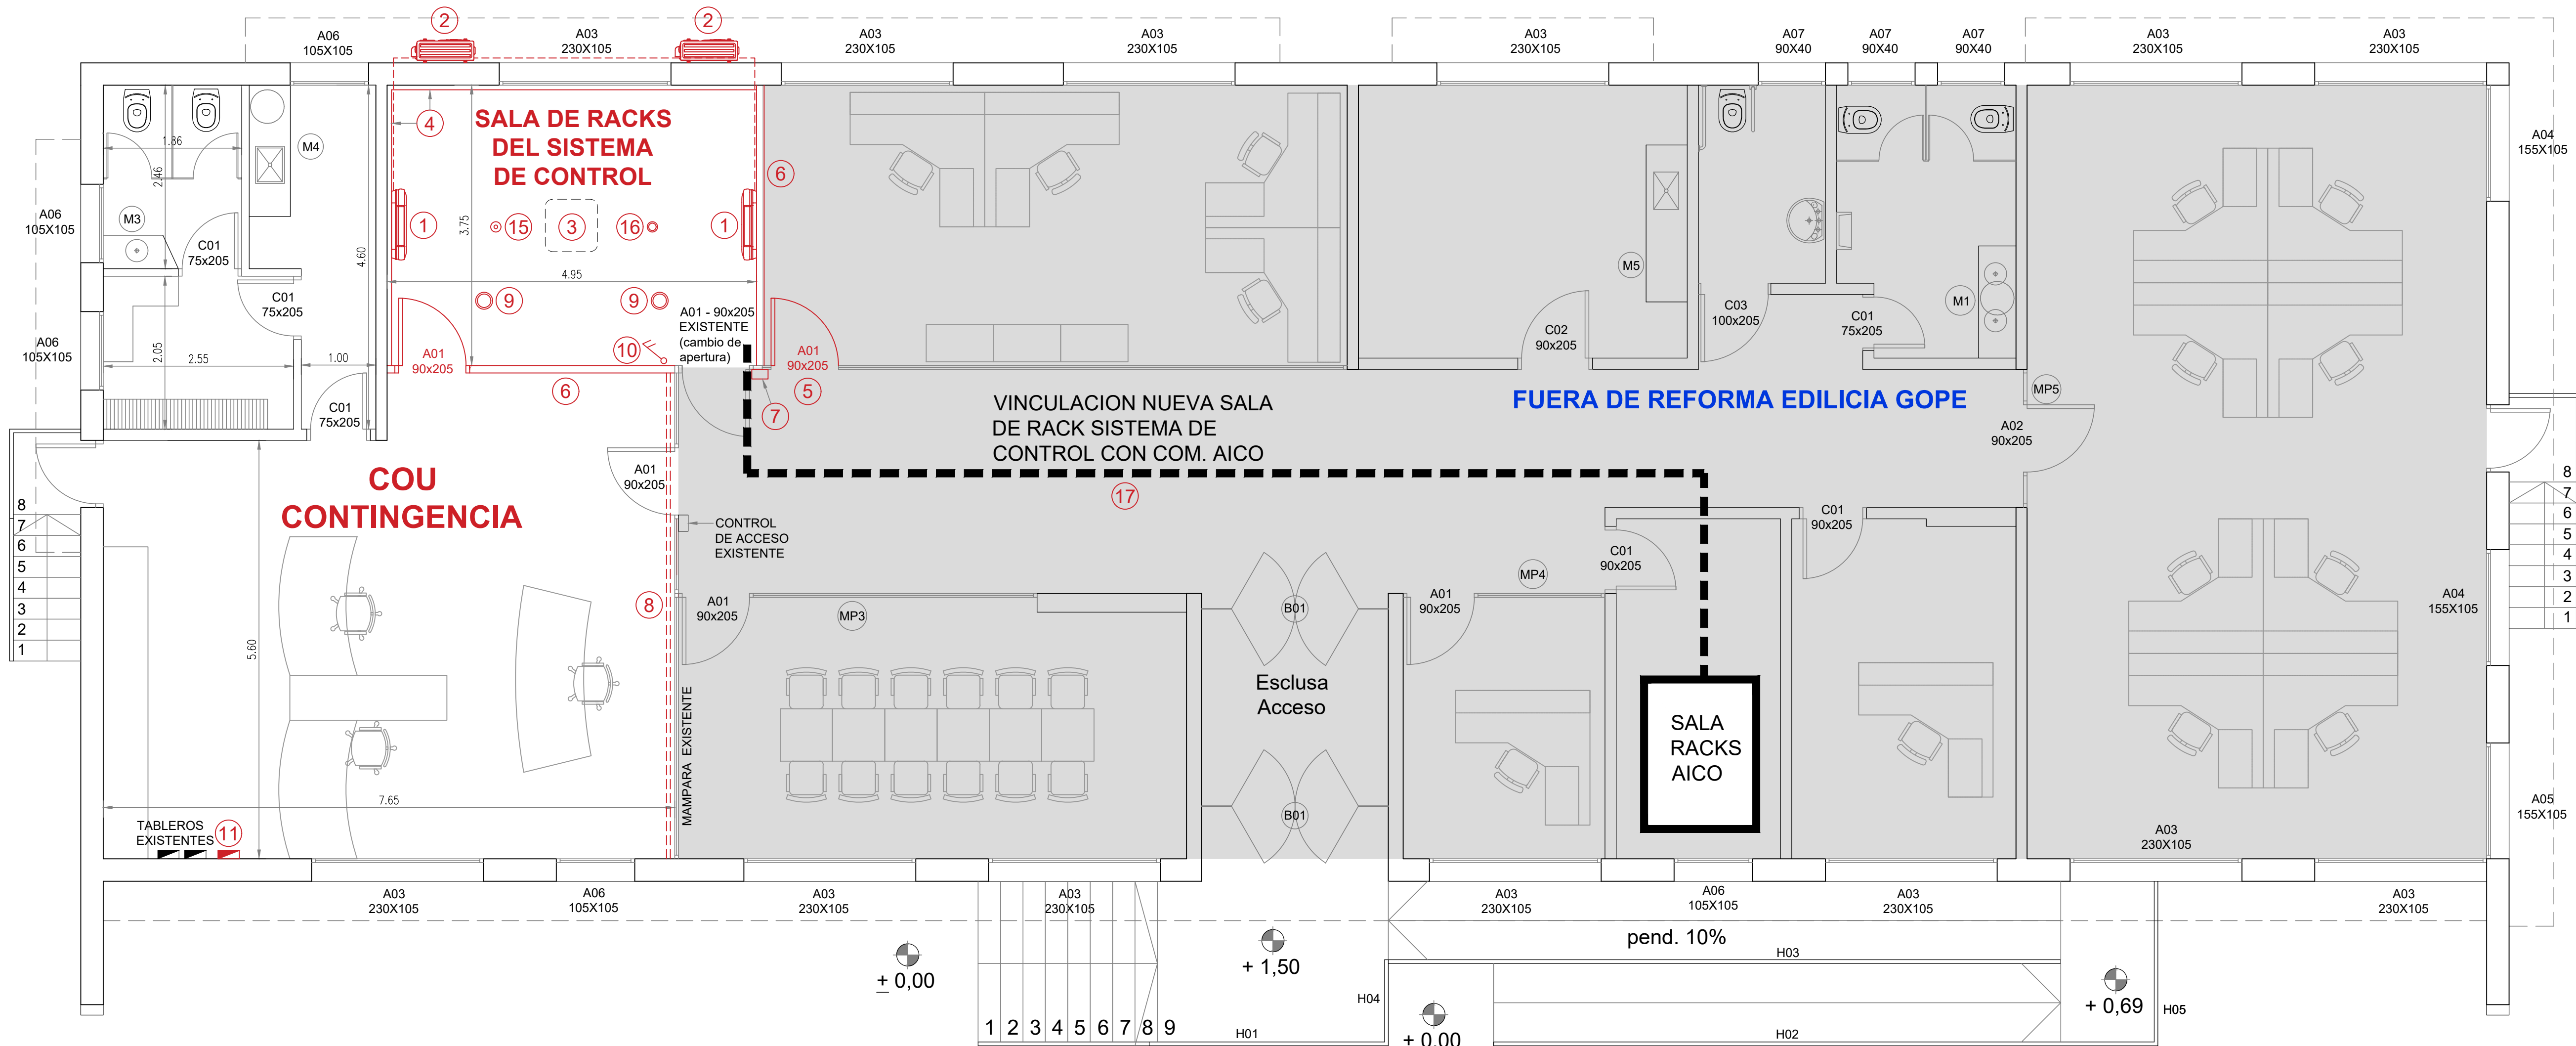 2
2
A06
105X105
A03
230X105
A03
230X105
A03
230X105
A03
230X105
A07
90X40
A07
90X40
A07
90X40
A03
230X105
A03
230X105
4
SALA DE RACKS
DEL SISTEMA
DE CONTROL
M4
1.86
2.46
A04
155X105
6
3.75
M3
A06
105X105
1
15
3
16
1
C01
75x205
4.60
4.95
M5
C01
75x205
9
9
C03
100x205
C01
75x205
M1
A01 - 90x205
EXISTENTE
(cambio de
apertura)
C02
90x205
A06
105X105
2.05
2.55
1.00
A01
90x205
10
A01
90x205
5
6
7
C01
75x205
VINCULACION NUEVA SALA
DE RACK SISTEMA DE
CONTROL CON COM. AICO
FUERA DE REFORMA EDILICIA GOPE
MP5
A02
90x205
COU
CONTINGENCIA
A01
90x205
17
8
7
6
5
4
3
2
1
CONTROL
DE ACCESO
EXISTENTE
C01
90x205
C01
90x205
8
7
6
5
4
3
2
1
8
5.60
A01
90x205
MP3
B01
A01
90x205
MP4
A04
155X105
MAMPARA EXISTENTE
Esclusa
Acceso
SALA
RACKS
AICO
7.65
B01
TABLEROS
EXISTENTES
11
A05
155X105
A03
230X105
A03
230X105
A06
105X105
A03
230X105
A03
230X105
A03
230X105
A06
105X105
A03
230X105
A03
230X105
pend. 10%
H03
+ 0,00
+ 1,50
H04
+ 0,69
H05
1 2 3 4 5 6 7 8 9
H01
+ 0,00
H02